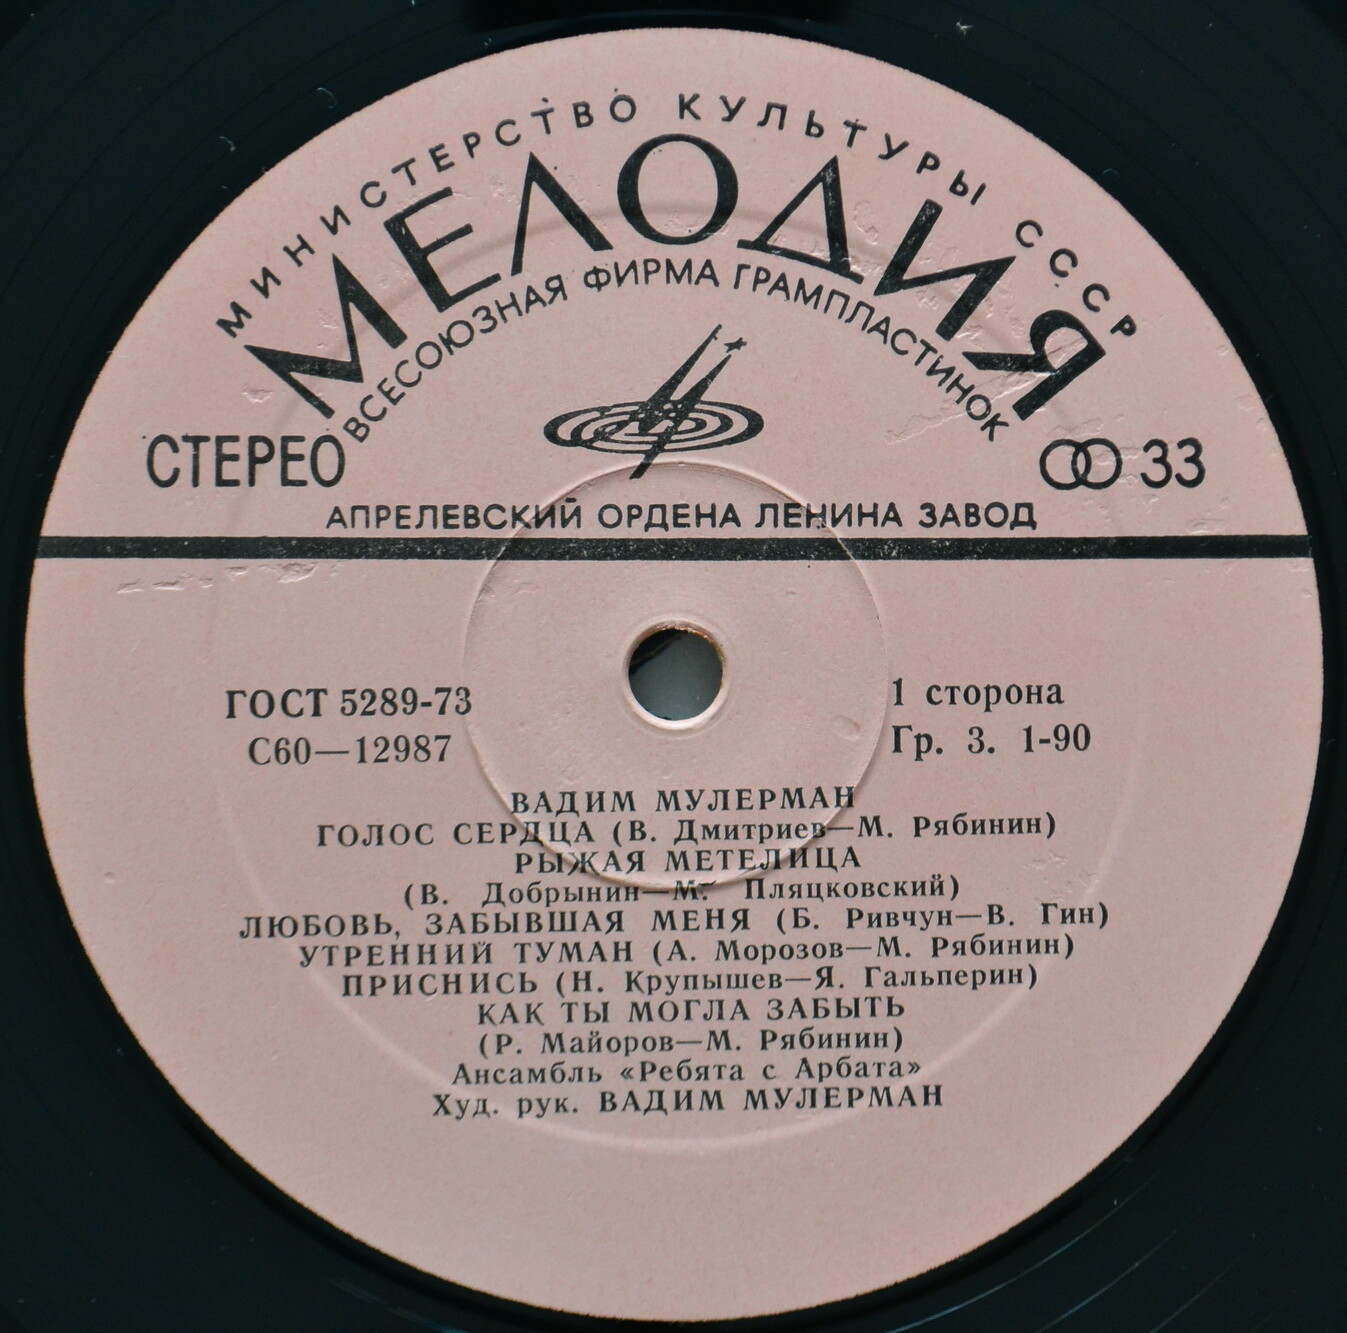 МИНИСТЕРСТВО КУЛЬТУРЫ СССР
МЕЛОДИЯ
ВСЕСОЮЗНАЯ ФИРМА ГРАМПЛАСТИНОК
СТЕРЕО
33
АПРЕЛЕВСКИЙ ОРДЕНА ЛЕНИНА ЗАВОД
ГОСТ 5289-73
С60—12987
1 сторона
Гр. 3. 1-90
ВАДИМ МУЛЕРМАН
ГОЛОС СЕРДЦА (В. Дмитриев—М. Рябинин)
РЫЖАЯ МЕТЕЛИЦА
(В. Добрынин—М. Пляцковский)
ЛЮБОВЬ, ЗАБЫВШАЯ МЕНЯ (Б. Ривчун—В. Гин)
УТРЕННИЙ ТУМАН (А. Морозов—М. Рябинин)
ПРИСНИСЬ (Н. Крупышев—Я. Гальперин)
КАК ТЫ МОГЛА ЗАБЫТЬ
(Р. Майоров—М. Рябинин)
Ансамбль «Ребята с Арбата»
Худ. рук. ВАДИМ МУЛЕРМАН